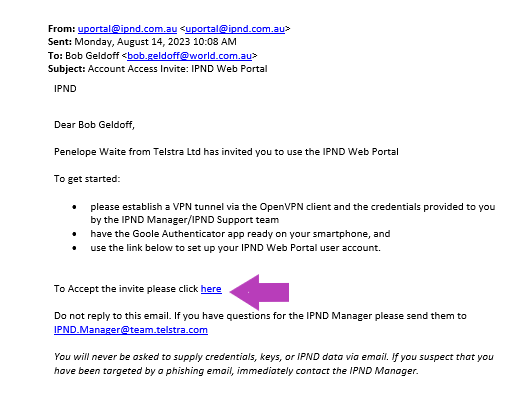 From: uportal@ipnd.com.au <uportal@ipnd.com.au>
Sent: Monday, August 14, 2023 10:08 AM
To: Bob Geldoff <bob.geldoff@world.com.au>
Subject: Account Access Invite: IPND Web Portal
IPND
Dear Bob Geldoff,
Penelope Waite from Telstra Ltd has invited you to use the IPND Web Portal
To get started:
• please establish a VPN tunnel via the OpenVPN client and the credentials provided to you
by the IPND Manager/IPND Support team
• have the Goole Authenticator app ready on your smartphone, and
• use the link below to set up your IPND Web Portal user account.
To Accept the invite please click here
Do not reply to this email. If you have questions for the IPND Manager please send them to
IPND.Manager@team.telstra.com
You will never be asked to supply credentials, keys, or IPND data via email. If you suspect that you
have been targeted by a phishing email, immediately contact the IPND Manager.